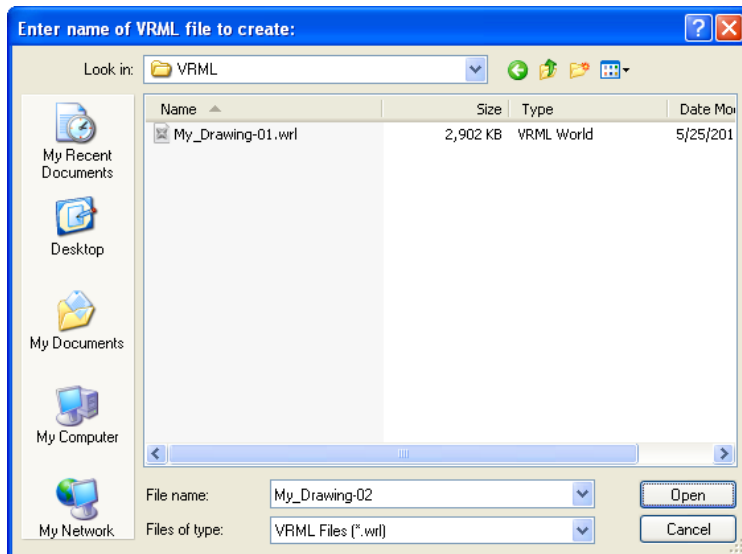 Enter name of VRML file to create:
Look in: VRML
Name Size Type Date Mo
My_Drawing-01.wrl 2,902 KB VRML World 5/25/201
My Recent
Documents
Desktop
My Documents
My Computer
My Network
File name: My_Drawing-02 Open
Files of type: VRML Files (*.wrl) Cancel